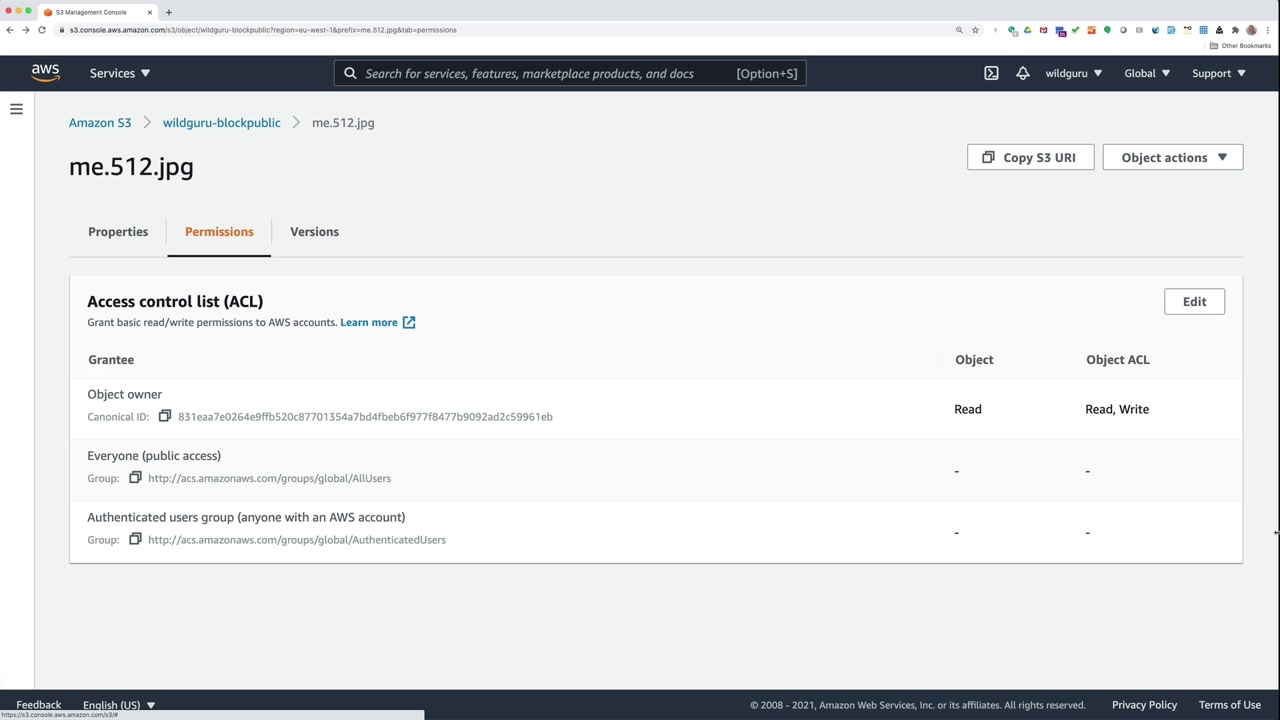 S3 Management Console
s3.console.aws.amazon.com/s3/object/wildguru-blockpublic?region=eu-west-1&prefix=me.512.jpg&tab=permissions
Other Bookmarks
aws
Services
Search for services, features, marketplace products, and docs
[Option+S]
wildguru
Global
Support
Amazon S3
wildguru-blockpublic
me.512.jpg
me.512.jpg
Copy S3 URI
Object actions
Properties
Permissions
Versions
Access control list (ACL)
Edit
Grant basic read/write permissions to AWS accounts. Learn more
Grantee
Object
Object ACL
Object owner
Canonical ID: 831eaa7e0264e9ffb520c87701354a7bd4fbeb6f977f8477b9092ad2c59961eb
Read
Read, Write
Everyone (public access)
Group: http://acs.amazonaws.com/groups/global/AllUsers
-
-
Authenticated users group (anyone with an AWS account)
Group: http://acs.amazonaws.com/groups/global/AuthenticatedUsers
-
-
Feedback
English (US)
© 2008 - 2021, Amazon Web Services, Inc. or its affiliates. All rights reserved.
Privacy Policy
Terms of Use
https://s3.console.aws.amazon.com/s3/#